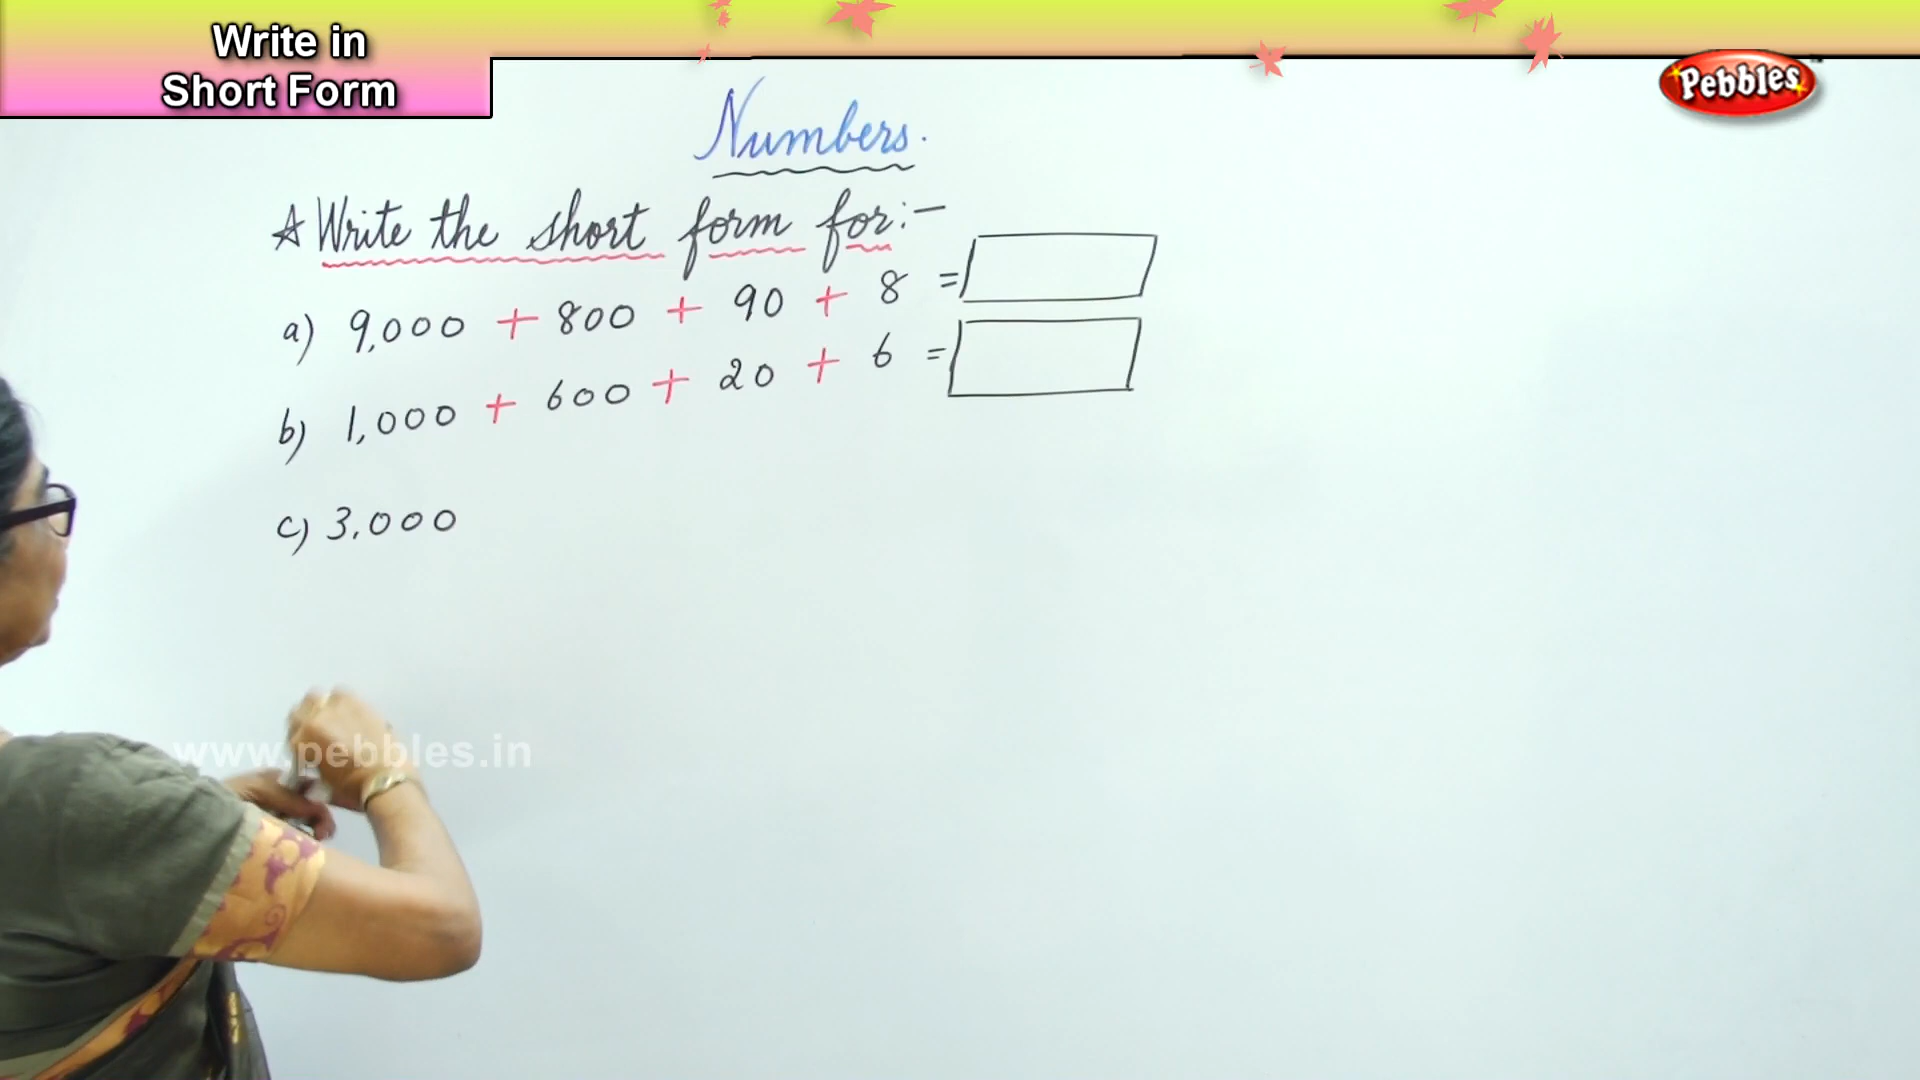 Write in
Short Form
Pebbles
Numbers.
☆ Write the short form for:-
a) 9,000 + 800 + 90 + 8 =
b) 1,000 + 600 + 20 + 6 =
c) 3,000
www.pebbles.in